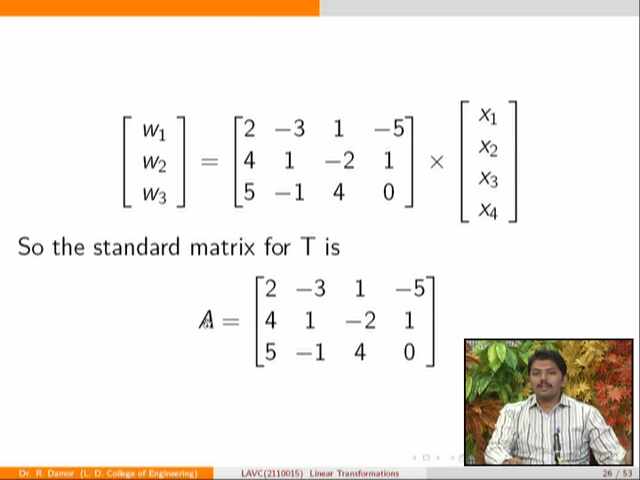 [w₁ w₂ w₃] = [2 −3 1 −5; 4 1 −2 1; 5 −1 4 0] × [x₁ x₂ x₃ x₄]
So the standard matrix for T is
A = [2 −3 1 −5; 4 1 −2 1; 5 −1 4 0]
Dr. R. Damor (L. D. College of Engineering) LAVC(2110015) Linear Transformations 26 / 53